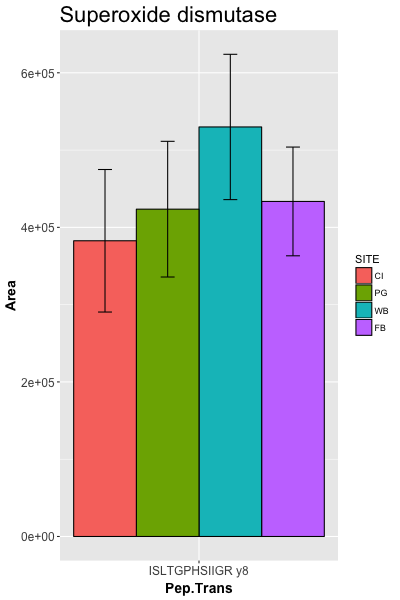 Superoxide dismutase
6e+05
4e+05
2e+05
0e+00
Area
ISLTGPHSIIGR y8
Pep.Trans
SITE
CI
PG
WB
FB